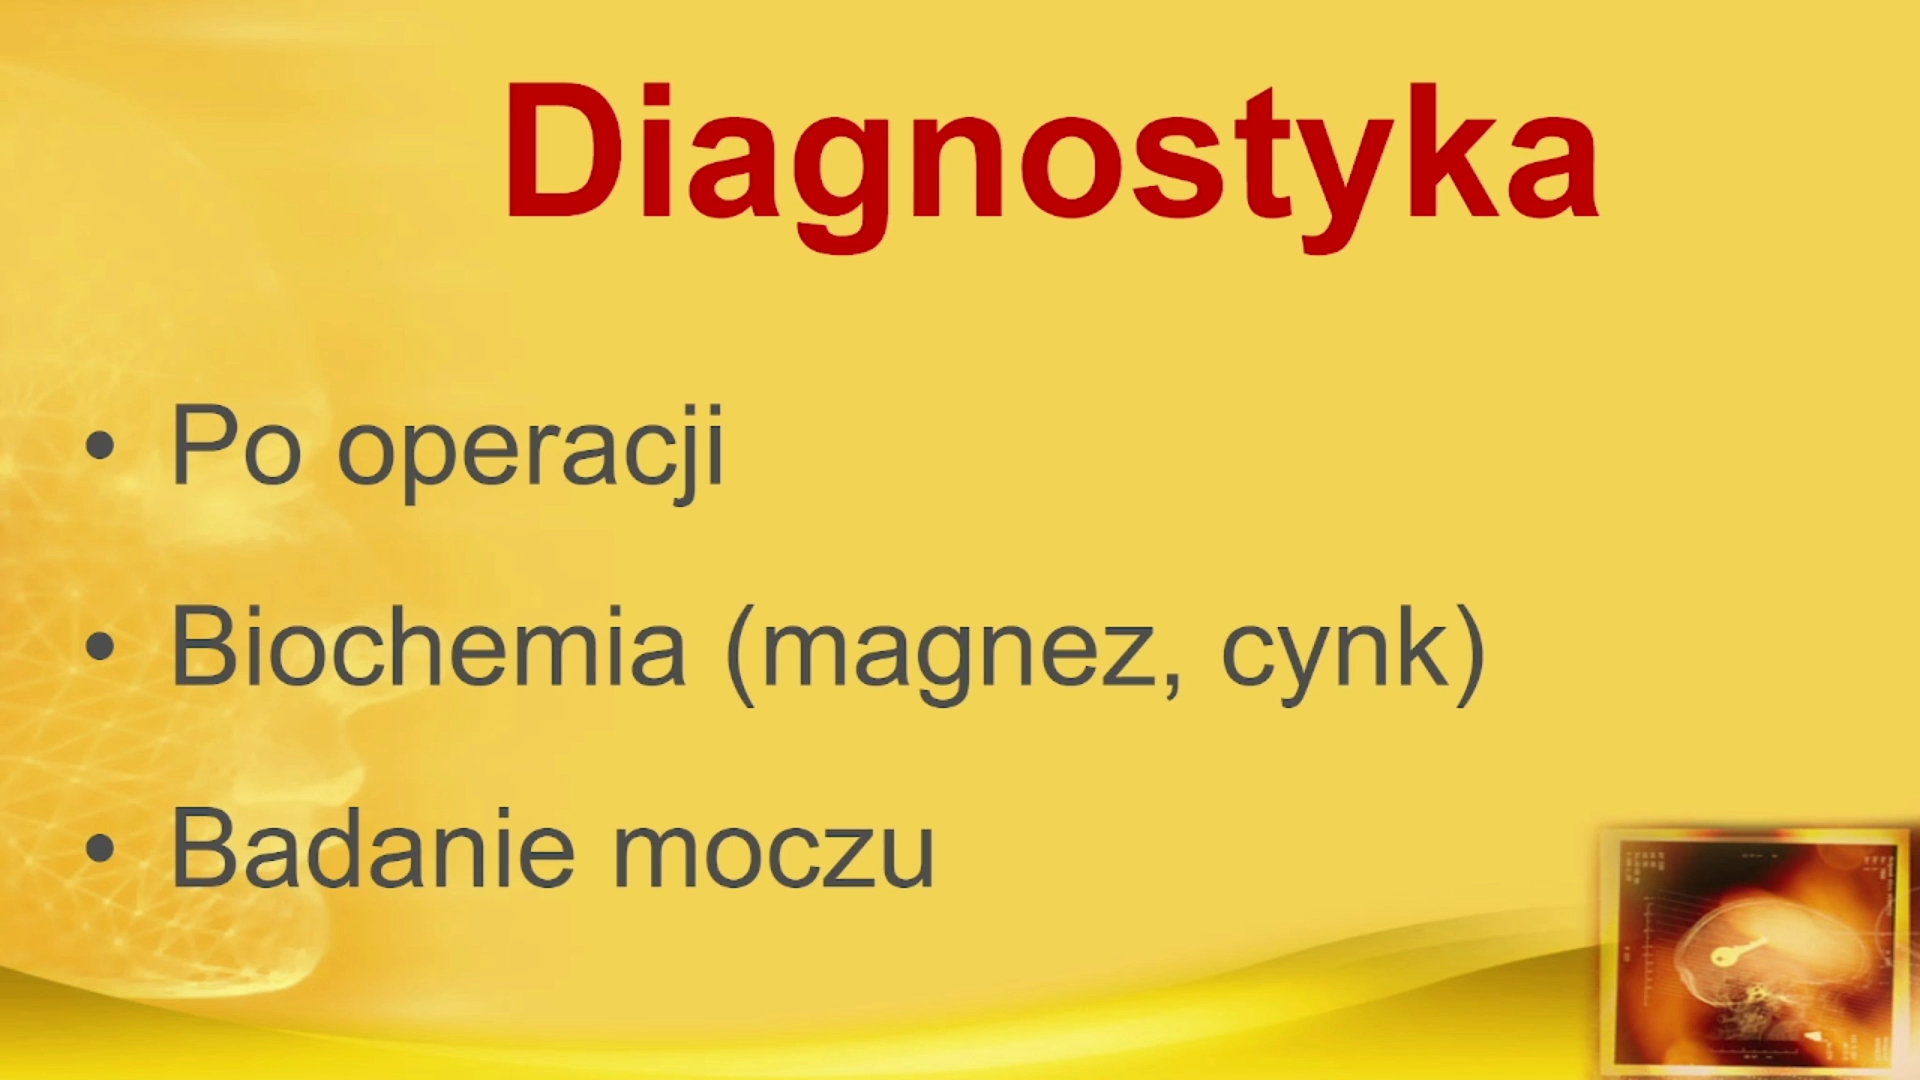 Diagnostyka
• Po operacji
• Biochemia (magnez, cynk)
• Badanie moczu